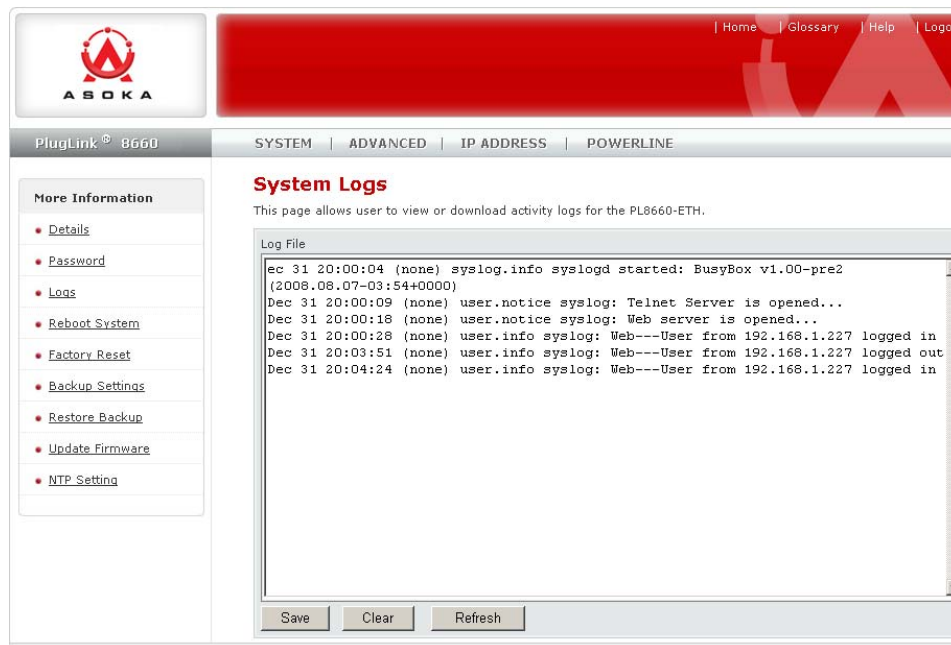 | Home | Glossary | Help | Logo
ASOKA
PlugLink ® 8660
SYSTEM | ADVANCED | IP ADDRESS | POWERLINE
More Information
Details
Password
Logs
Reboot System
Factory Reset
Backup Settings
Restore Backup
Update Firmware
NTP Setting
System Logs
This page allows user to view or download activity logs for the PL8660-ETH.
Log File
ec 31 20:00:04 (none) syslog.info syslogd started: BusyBox v1.00-pre2
(2008.08.07-03:54+0000)
Dec 31 20:00:09 (none) user.notice syslog: Telnet Server is opened...
Dec 31 20:00:18 (none) user.notice syslog: Web server is opened...
Dec 31 20:00:28 (none) user.info syslog: Web---User from 192.168.1.227 logged in
Dec 31 20:03:51 (none) user.info syslog: Web---User from 192.168.1.227 logged out
Dec 31 20:04:24 (none) user.info syslog: Web---User from 192.168.1.227 logged in
Save Clear Refresh